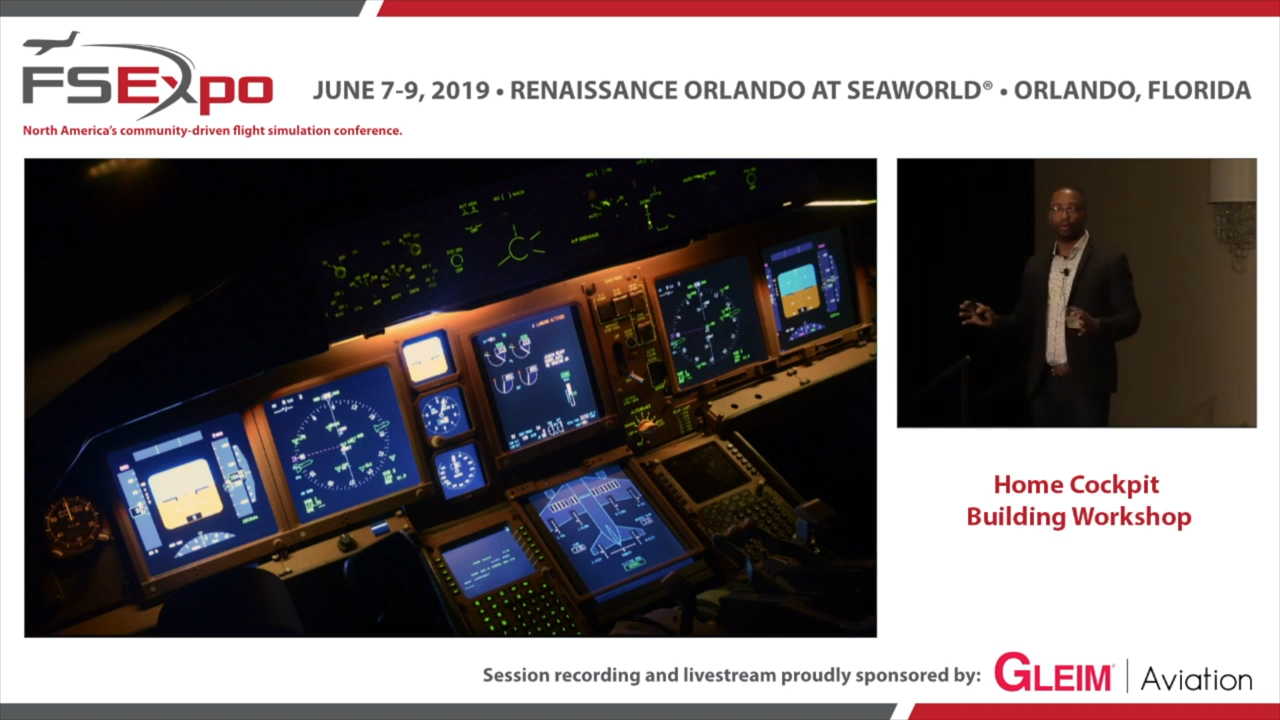 FSExpo
JUNE 7-9, 2019 • RENAISSANCE ORLANDO AT SEAWORLD® • ORLANDO, FLORIDA
North America's community-driven flight simulation conference.
Home Cockpit
Building Workshop
Session recording and livestream proudly sponsored by:
GLEIM® | Aviation